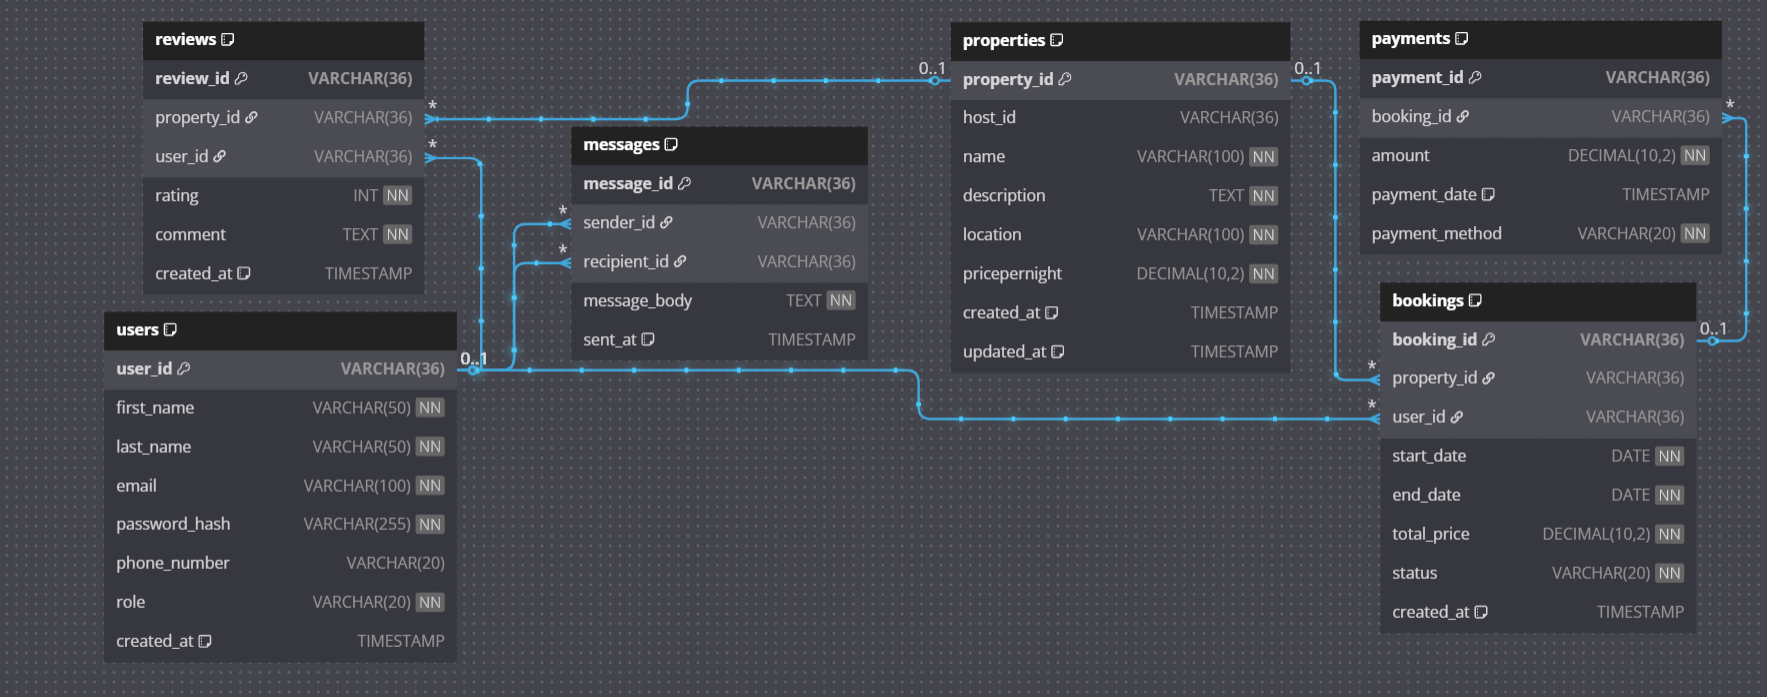 reviews
review_id VARCHAR(36)
property_id VARCHAR(36)
*
user_id VARCHAR(36)
*
rating INT NN
comment TEXT NN
created_at TIMESTAMP
users
user_id VARCHAR(36)
0..1
first_name VARCHAR(50) NN
last_name VARCHAR(50) NN
email VARCHAR(100) NN
password_hash VARCHAR(255) NN
phone_number VARCHAR(20)
role VARCHAR(20) NN
created_at TIMESTAMP
messages
message_id VARCHAR(36)
*
sender_id VARCHAR(36)
*
recipient_id VARCHAR(36)
message_body TEXT NN
sent_at TIMESTAMP
properties
0..1
property_id VARCHAR(36)
0..1
host_id VARCHAR(36)
name VARCHAR(100) NN
description TEXT NN
location VARCHAR(100) NN
pricepernight DECIMAL(10,2) NN
created_at TIMESTAMP
updated_at TIMESTAMP
payments
payment_id VARCHAR(36)
booking_id VARCHAR(36)
*
amount DECIMAL(10,2) NN
payment_date TIMESTAMP
payment_method VARCHAR(20) NN
bookings
booking_id VARCHAR(36)
0..1
*
property_id VARCHAR(36)
*
user_id VARCHAR(36)
start_date DATE NN
end_date DATE NN
total_price DECIMAL(10,2) NN
status VARCHAR(20) NN
created_at TIMESTAMP